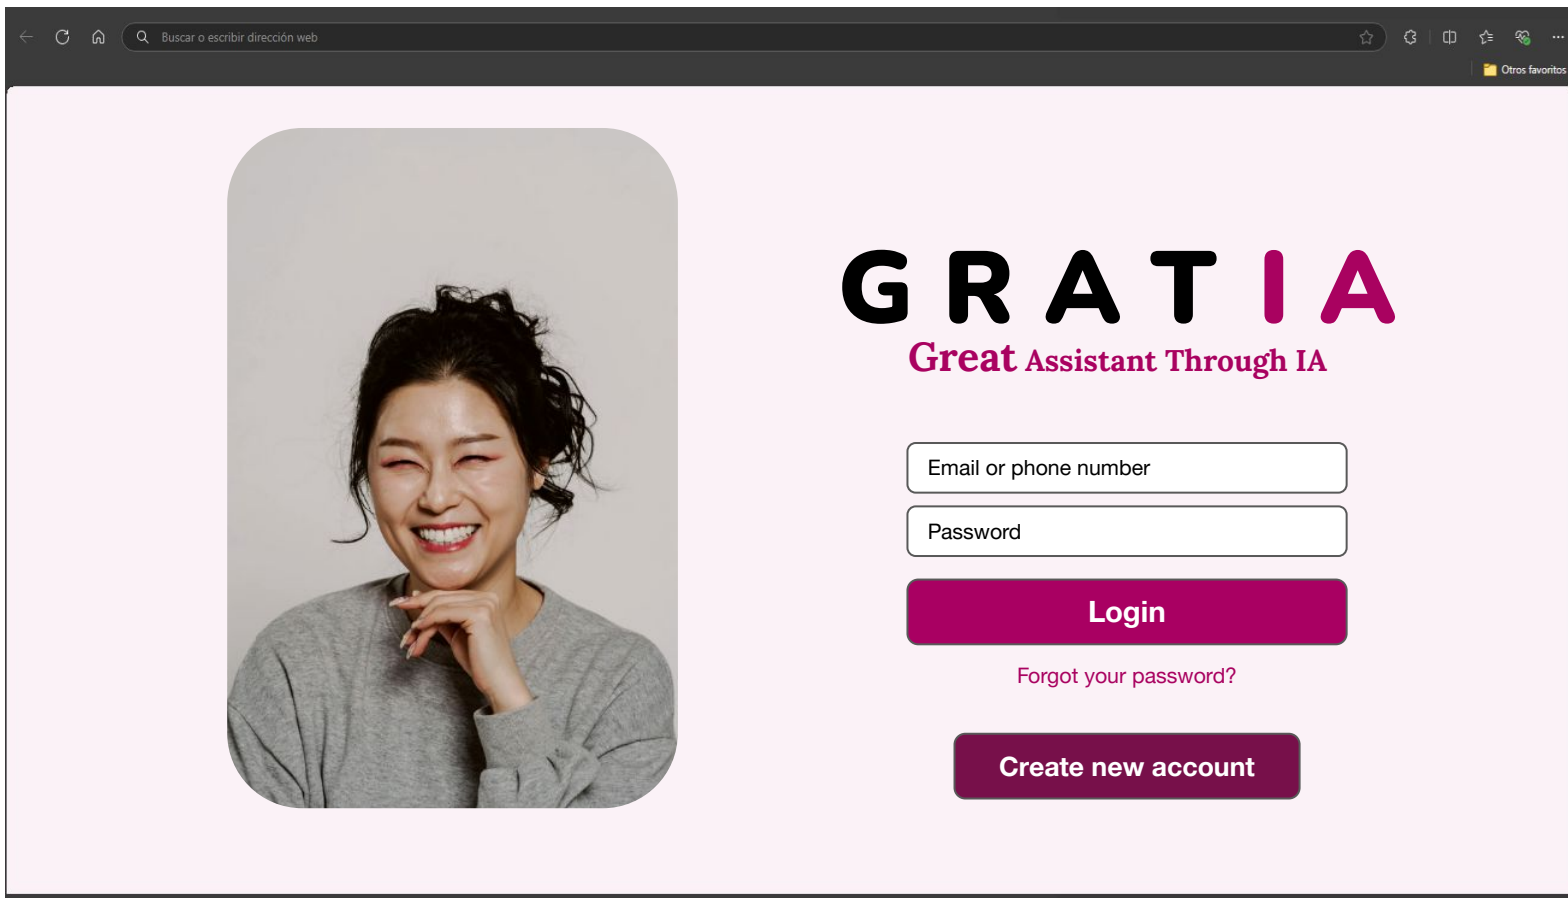 Buscar o escribir dirección web
Otros favoritos
GRATIA
Great Assistant Through IA
Email or phone number
Password
Login
Forgot your password?
Create new account